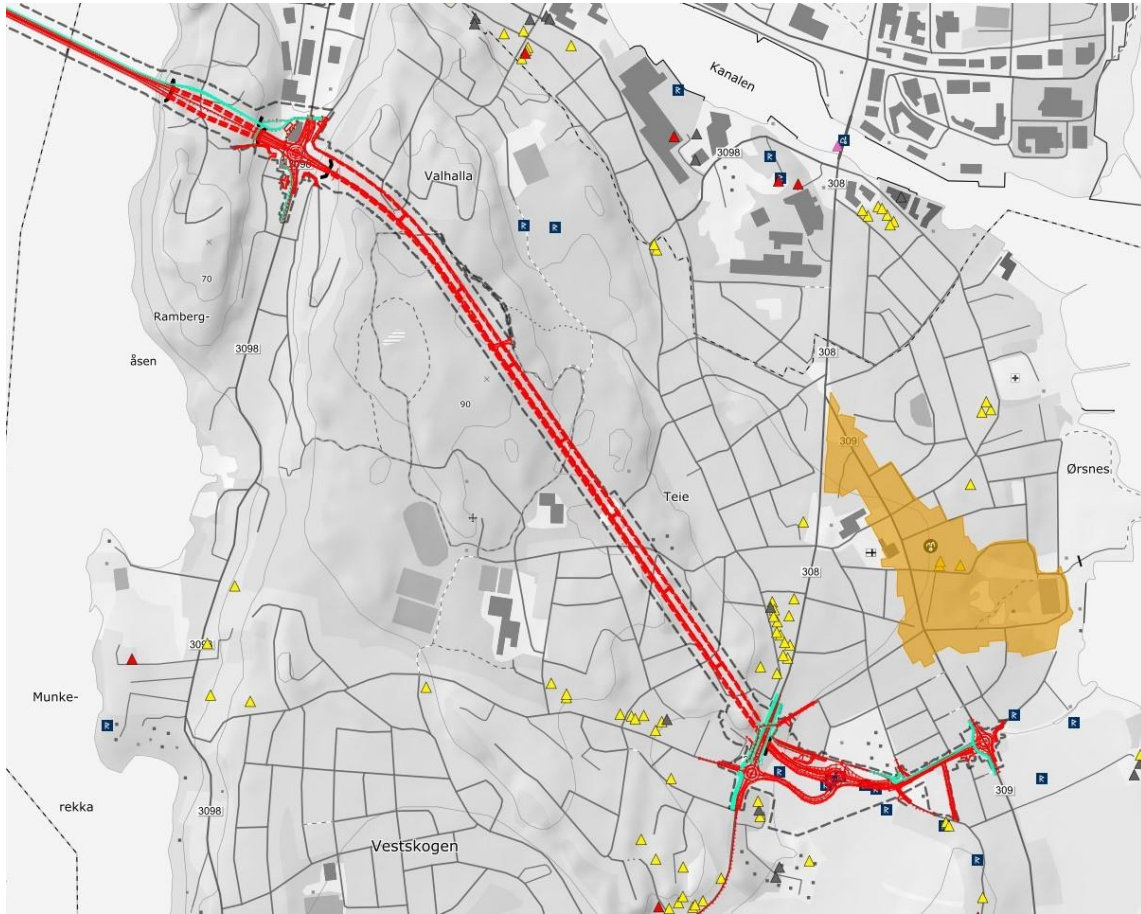 Kanalen
3098
308
3098
Valhalla
70
Ramberg-
åsen
3098
308
90
309
Ørsnes
Teie
308
Munke-
rekka
3098
309
Vestskogen